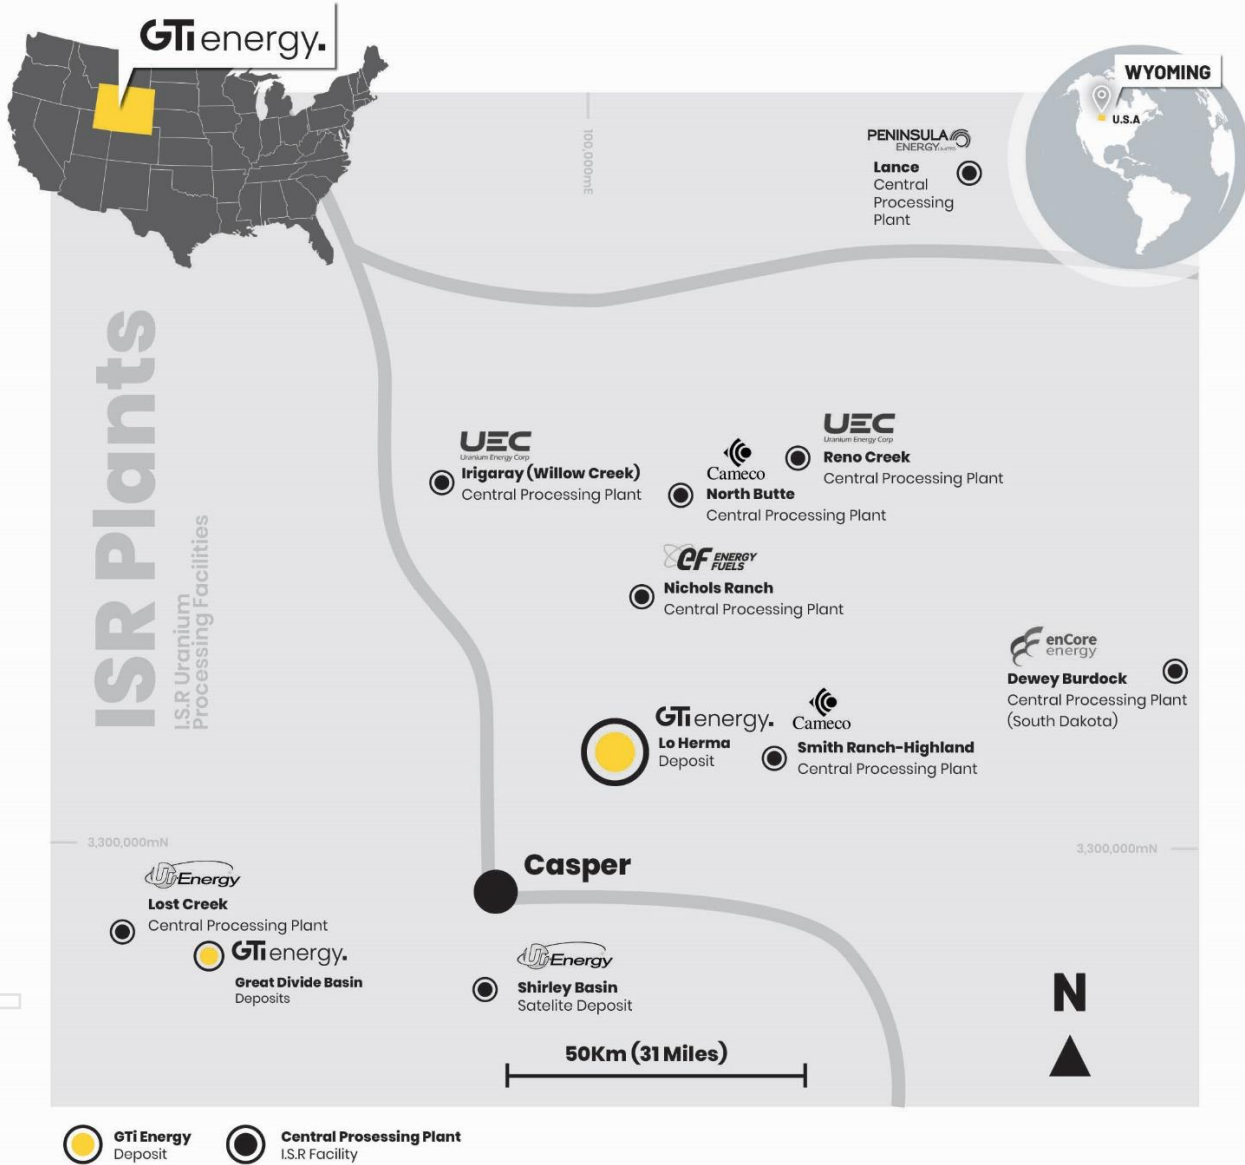 GTi energy.
WYOMING
U.S.A
100,000mE
PENINSULA
ENERGY LIMITED
Lance
Central
Processing
Plant
ISR Plants
I.S.R Uranium
Processing Facilities
UEC
Uranium Energy Corp
Irigaray (Willow Creek)
Central Processing Plant
Cameco
North Butte
Central Processing Plant
UEC
Uranium Energy Corp
Reno Creek
Central Processing Plant
eF ENERGY
FUELS
Nichols Ranch
Central Processing Plant
enCore
energy
Dewey Burdock
Central Processing Plant
(South Dakota)
GTi energy.
Lo Herma
Deposit
Cameco
Smith Ranch-Highland
Central Processing Plant
3,300,000mN
3,300,000mN
Casper
Ur-Energy
Lost Creek
Central Processing Plant
GTi energy.
Great Divide Basin
Deposits
Ur-Energy
Shirley Basin
Satelite Deposit
N
50Km (31 Miles)
GTi Energy
Deposit
Central Prosessing Plant
I.S.R Facility